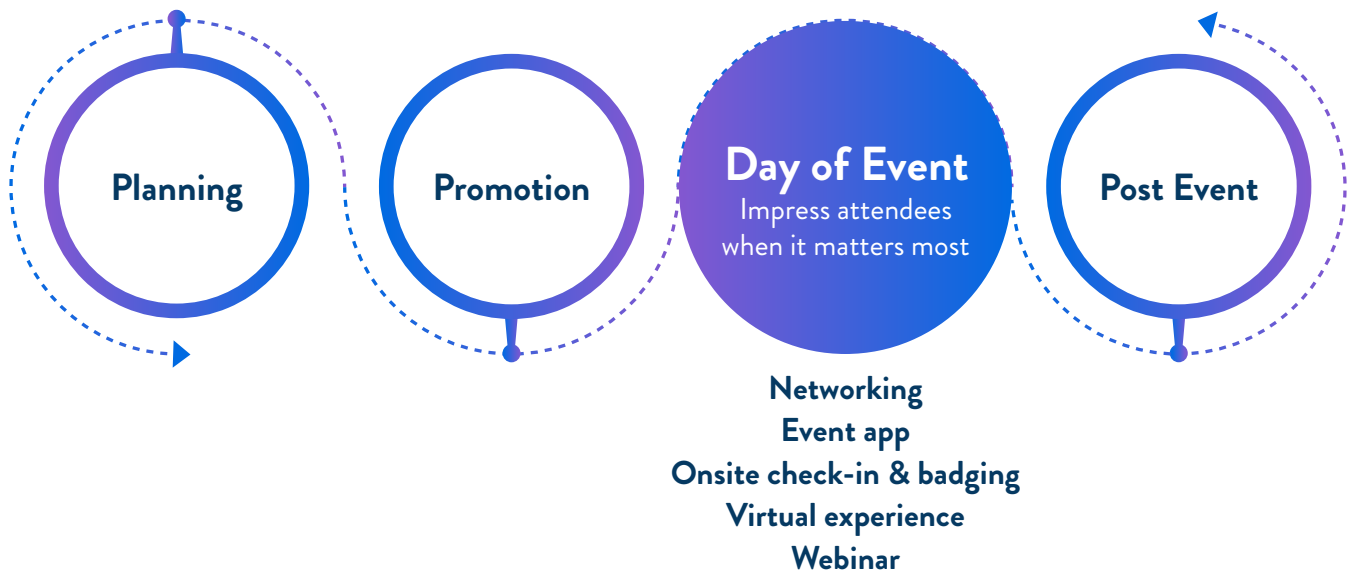 Planning
Promotion
Day of Event
Impress attendees
when it matters most
Post Event
Networking
Event app
Onsite check-in & badging
Virtual experience
Webinar